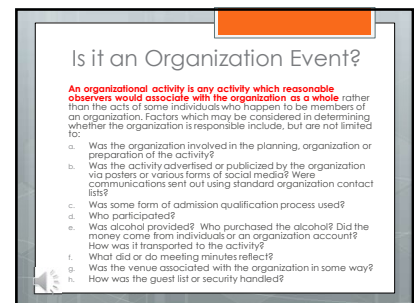 Is it an Organization Event?
An organizational activity is any activity which reasonable
observers would associate with the organization as a whole rather
than the acts of some individuals who happen to be members of
an organization. Factors which may be considered in determining
whether the organization is responsible include, but are not limited
to:
a. Was the organization involved in the planning, organization or
preparation of the activity?
b. Was the activity advertised or publicized by the organization
via posters or various forms of social media? Were
communications sent out using standard organization contact
lists?
c. Was some form of admission qualification process used?
d. Who participated?
e. Was alcohol provided? Who purchased the alcohol? Did the
money come from individuals or an organization account?
How was it transported to the activity?
f. What did or do meeting minutes reflect?
g. Was the venue associated with the organization in some way?
h. How was the guest list or security handled?